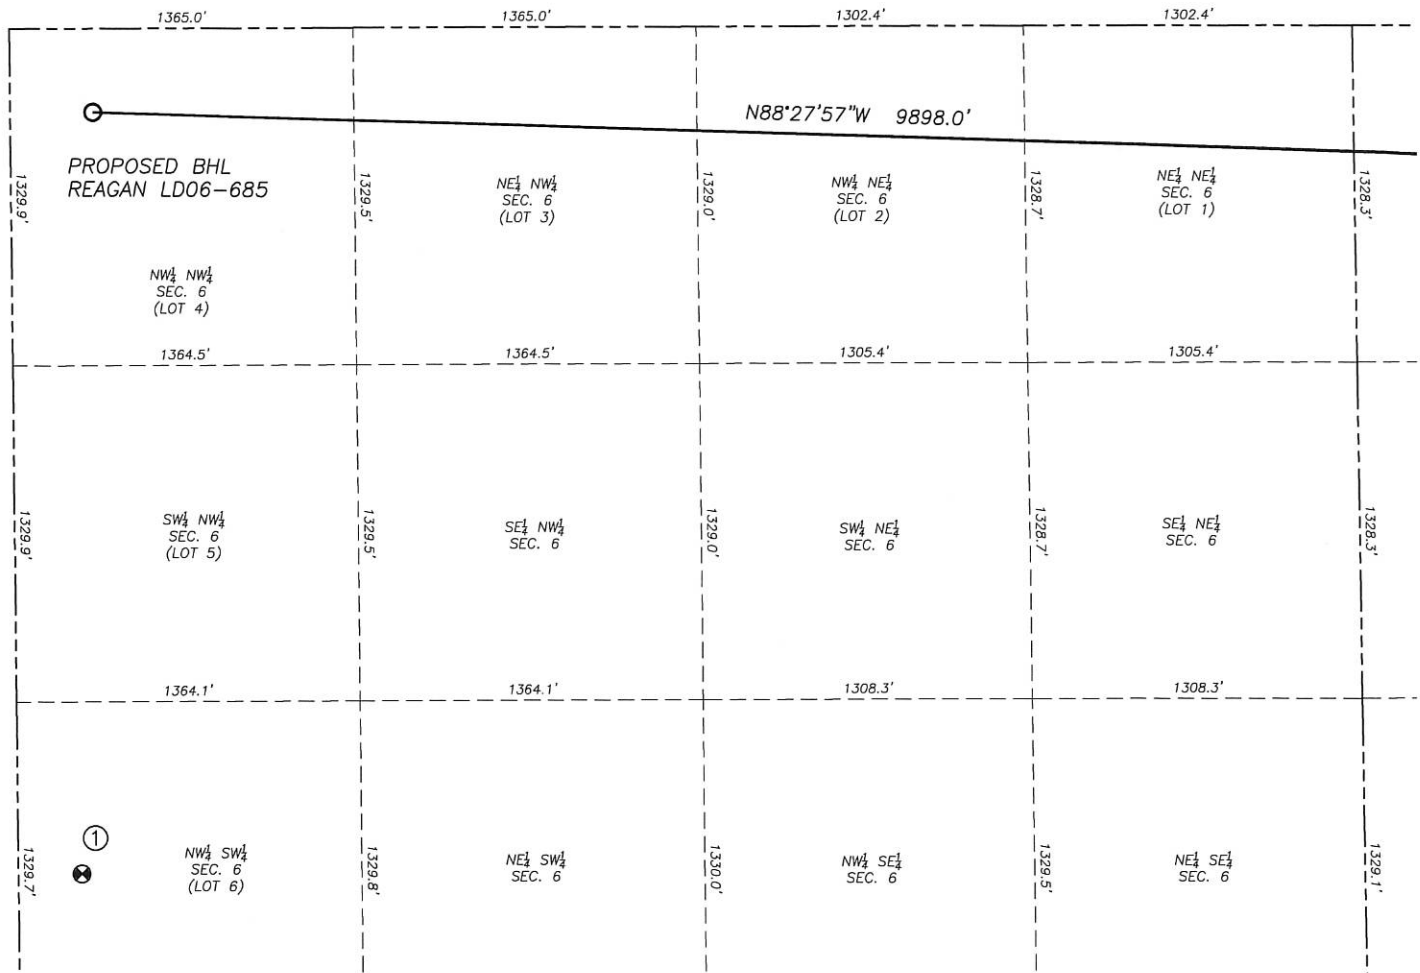 1365.0' 1365.0' 1302.4' 1302.4'
N88°27'57"W 9898.0'
PROPOSED BHL
REAGAN LD06-685
1329.9' 1329.5' 1329.0' 1328.7' 1328.3'
NE¼ NW¼
SEC. 6
(LOT 3)
NW¼ NE¼
SEC. 6
(LOT 2)
NE¼ NE¼
SEC. 6
(LOT 1)
NW¼ NW¼
SEC. 6
(LOT 4)
1364.5' 1364.5' 1305.4' 1305.4'
1329.9' 1329.5' 1329.0' 1328.7' 1328.3'
SW¼ NW¼
SEC. 6
(LOT 5)
SE¼ NW¼
SEC. 6
SW¼ NE¼
SEC. 6
SE¼ NE¼
SEC. 6
1364.1' 1364.1' 1308.3' 1308.3'
1
1329.7' 1329.8' 1330.0' 1329.5' 1329.1'
NW¼ SW¼
SEC. 6
(LOT 6)
NE¼ SW¼
SEC. 6
NW¼ SE¼
SEC. 6
NE¼ SE¼
SEC. 6